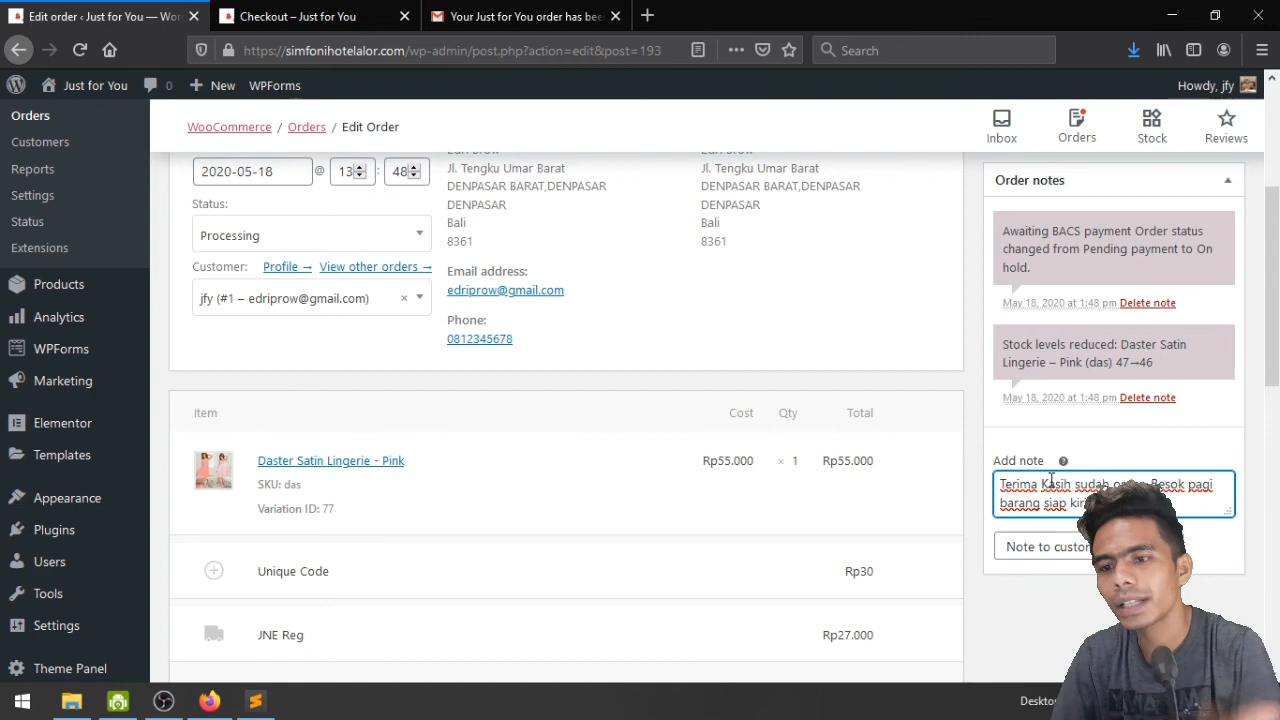 Edit order ‹ Just for You — Wor
Checkout – Just for You
Your Just for You order has bee
https://simfonihotelalor.com/wp-admin/post.php?action=edit&post=193
Search
Just for You
0
New
WPForms
Howdy, jfy
Orders
Customers
Reports
Settings
Status
Extensions
Products
Analytics
WPForms
Marketing
Elementor
Templates
Appearance
Plugins
Users
Tools
Settings
Theme Panel
WooCommerce / Orders / Edit Order
Inbox
Orders
Stock
Reviews
2020-05-18 @ 13 : 48
Status:
Processing
Customer:
Profile →
View other orders →
jfy (#1 – edriprow@gmail.com) ×
Jl. Tengku Umar Barat
DENPASAR BARAT,DENPASAR
DENPASAR
Bali
8361
Email address:
edriprow@gmail.com
Phone:
0812345678
Jl. Tengku Umar Barat
DENPASAR BARAT,DENPASAR
DENPASAR
Bali
8361
Item Cost Qty Total
Daster Satin Lingerie - Pink Rp55.000 × 1 Rp55.000
SKU: das
Variation ID: 77
Unique Code Rp30
JNE Reg Rp27.000
Order notes
Awaiting BACS payment Order status
changed from Pending payment to On
hold.
May 18, 2020 at 1:48 pm Delete note
Stock levels reduced: Daster Satin
Lingerie – Pink (das) 47→46
May 18, 2020 at 1:48 pm Delete note
Add note
Terima Kasih sudah Besok pagi
barang siap
Note to